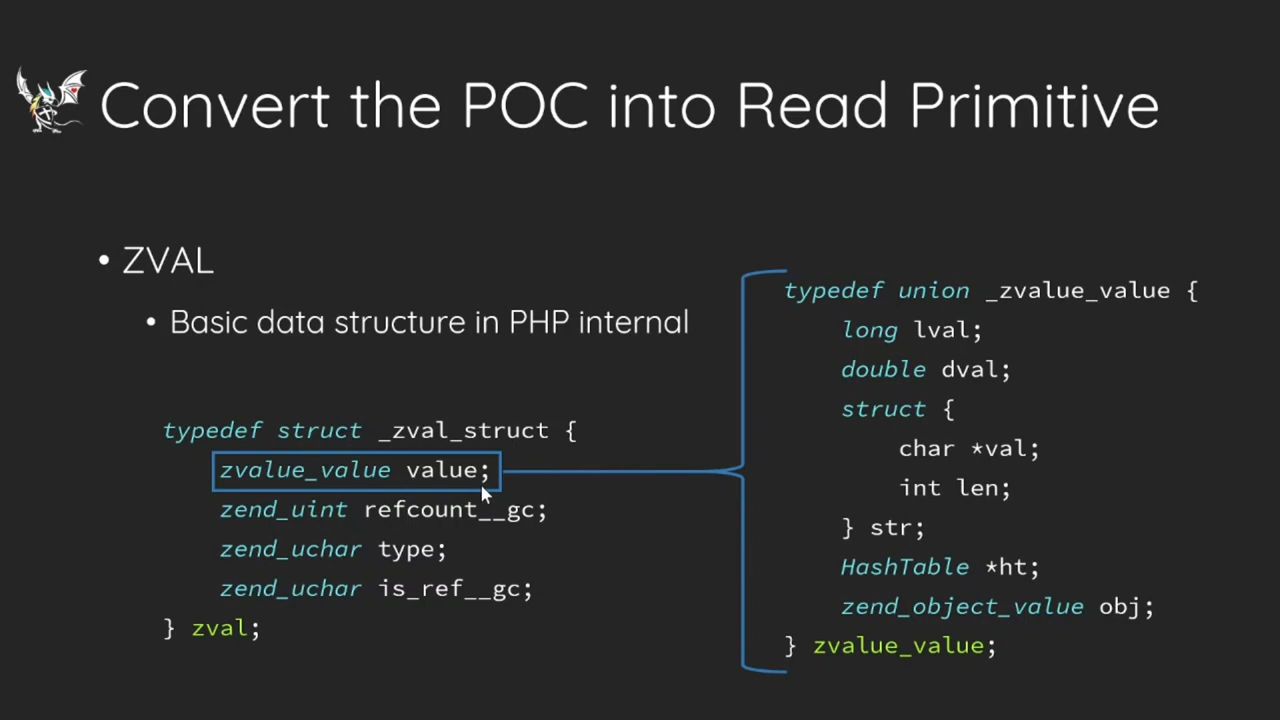 Convert the POC into Read Primitive
• ZVAL
• Basic data structure in PHP internal
typedef struct _zval_struct {
zvalue_value value;
zend_uint refcount__gc;
zend_uchar type;
zend_uchar is_ref__gc;
} zval;
typedef union _zvalue_value {
long lval;
double dval;
struct {
char *val;
int len;
} str;
HashTable *ht;
zend_object_value obj;
} zvalue_value;